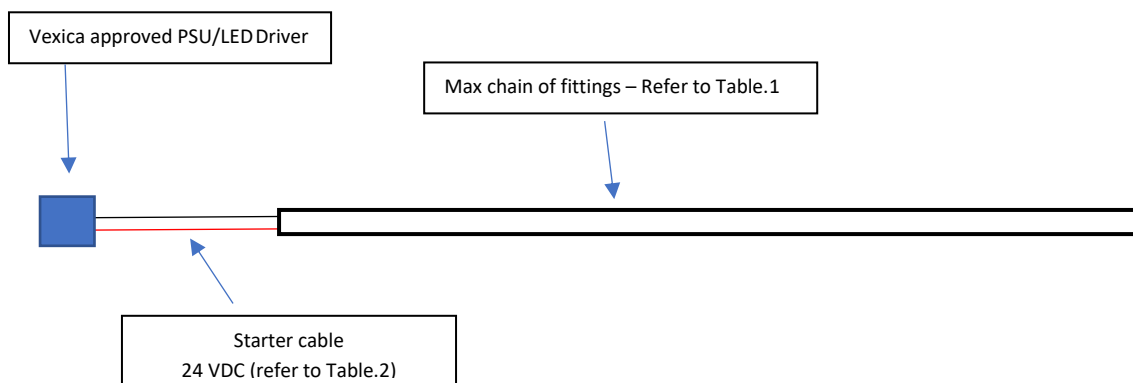 Vexica approved PSU/LED Driver
Max chain of fittings – Refer to Table.1
Starter cable
24 VDC (refer to Table.2)